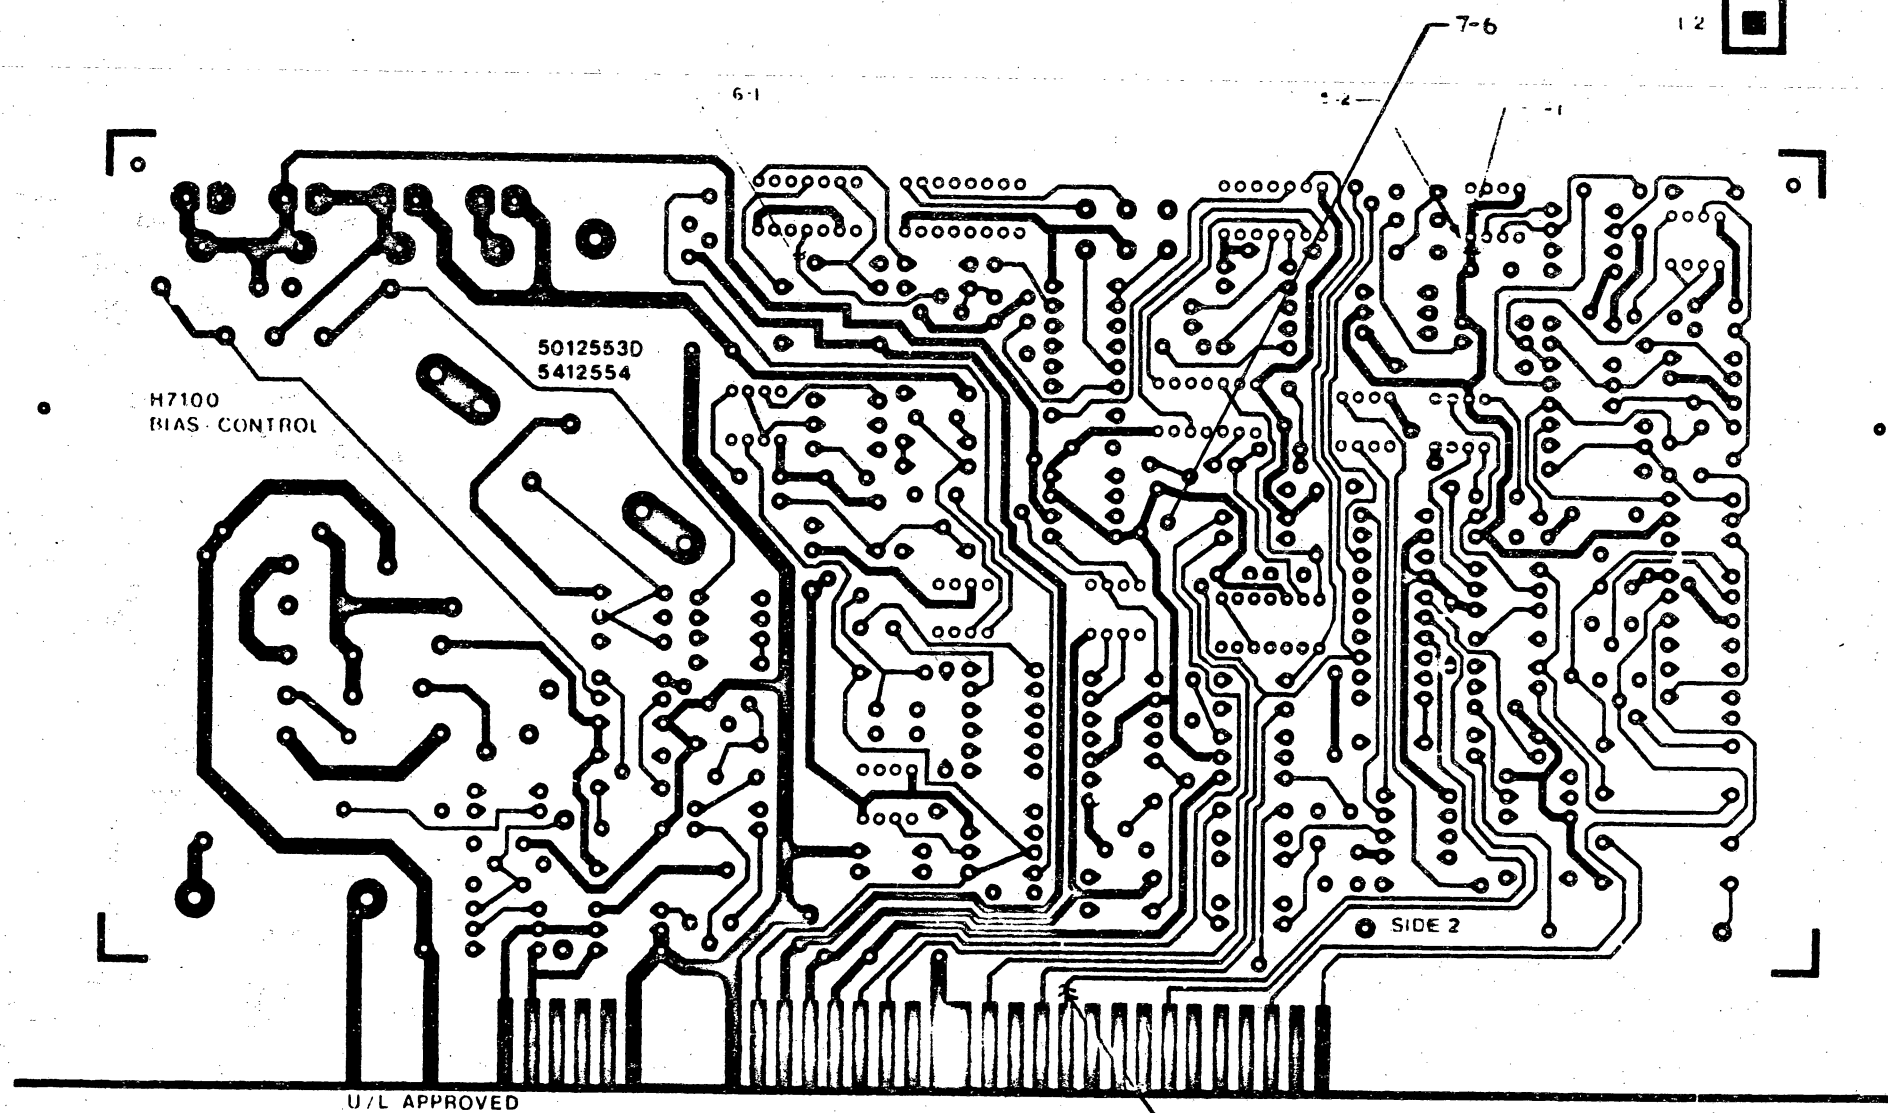 7-6
6-1
5012553D
5412554
H7100
BIAS CONTROL
SIDE 2
U/L APPROVED